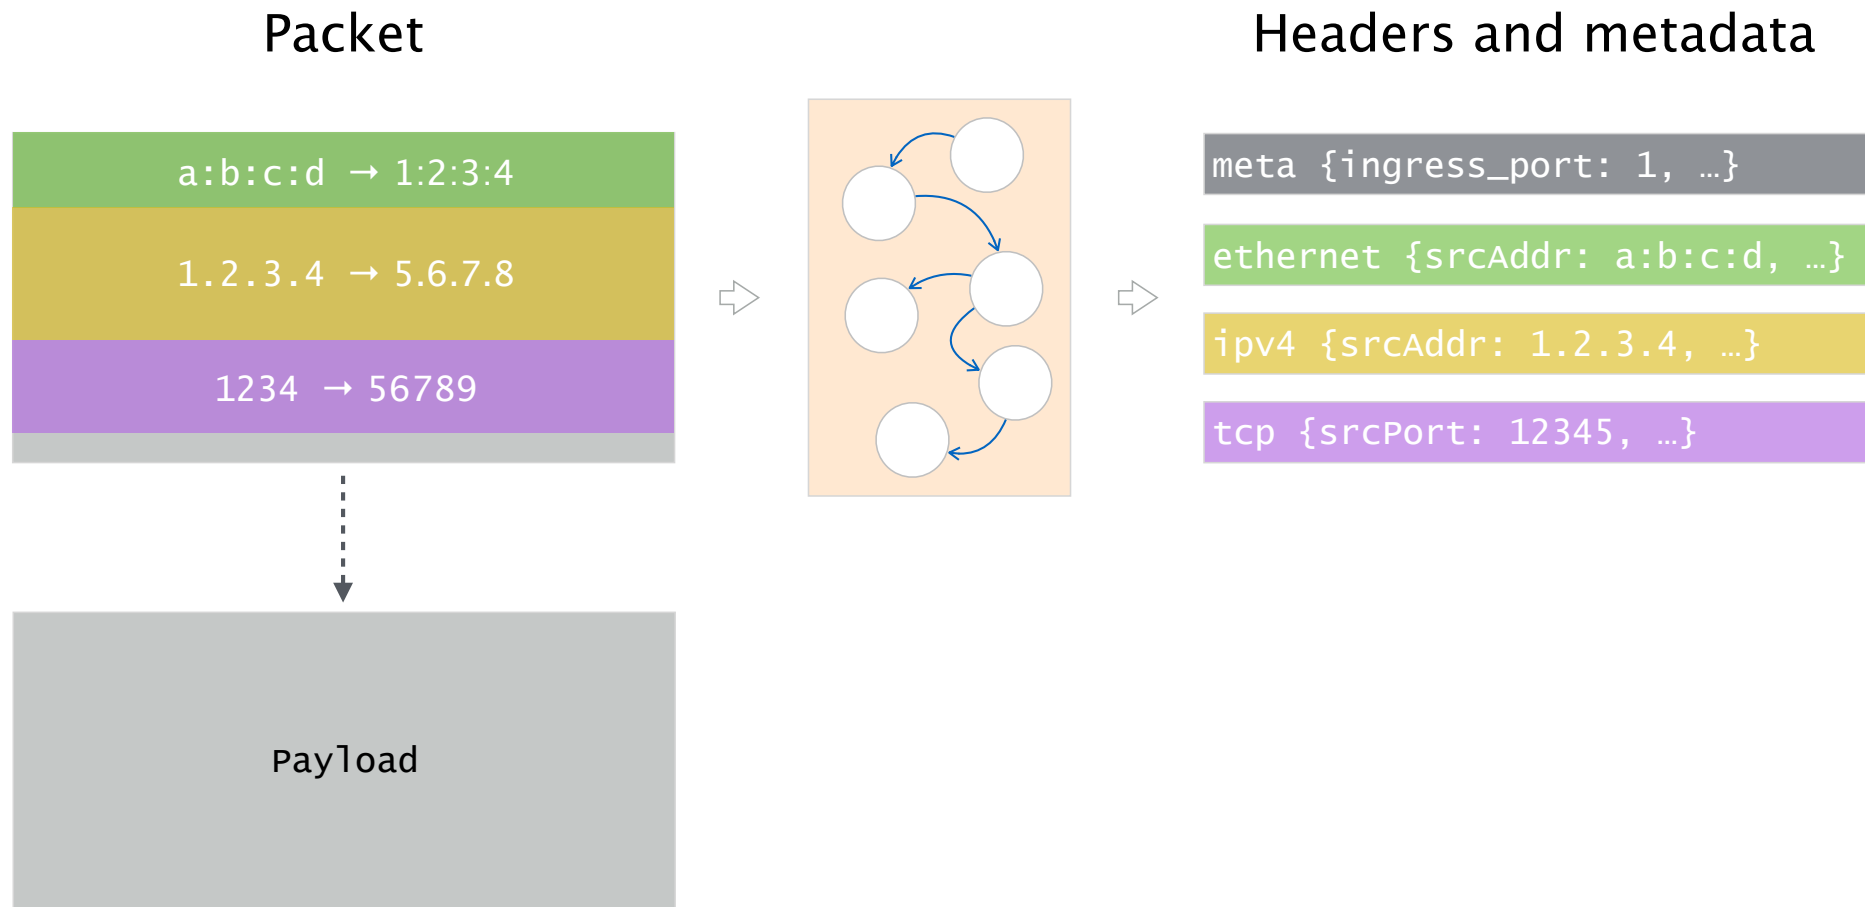 Packet
Headers and metadata
a:b:c:d → 1:2:3:4
1.2.3.4 → 5.6.7.8
1234 → 56789
meta {ingress_port: 1, …}
ethernet {srcAddr: a:b:c:d, …}
ipv4 {srcAddr: 1.2.3.4, …}
tcp {srcPort: 12345, …}
Payload